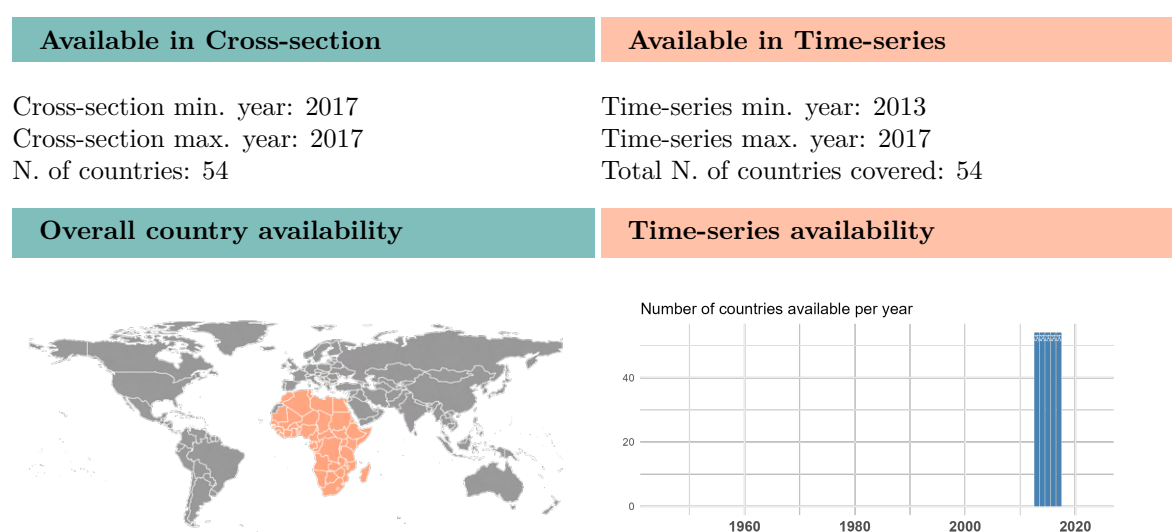 Available in Cross-section
Available in Time-series
Cross-section min. year: 2017
Cross-section max. year: 2017
N. of countries: 54
Time-series min. year: 2013
Time-series max. year: 2017
Total N. of countries covered: 54
Overall country availability
Time-series availability
Number of countries available per year
40
20
0
1960 1980 2000 2020